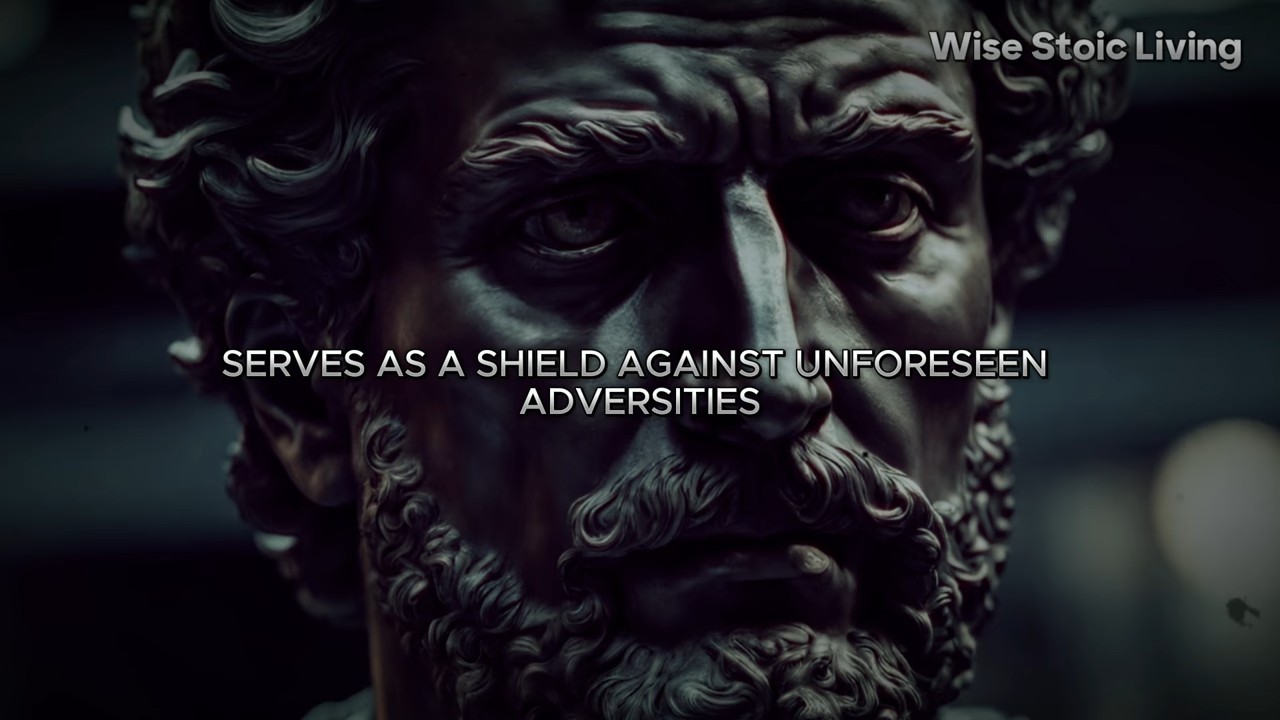 Wise Stoic Living
SERVES AS A SHIELD AGAINST UNFORESEEN
ADVERSITIES